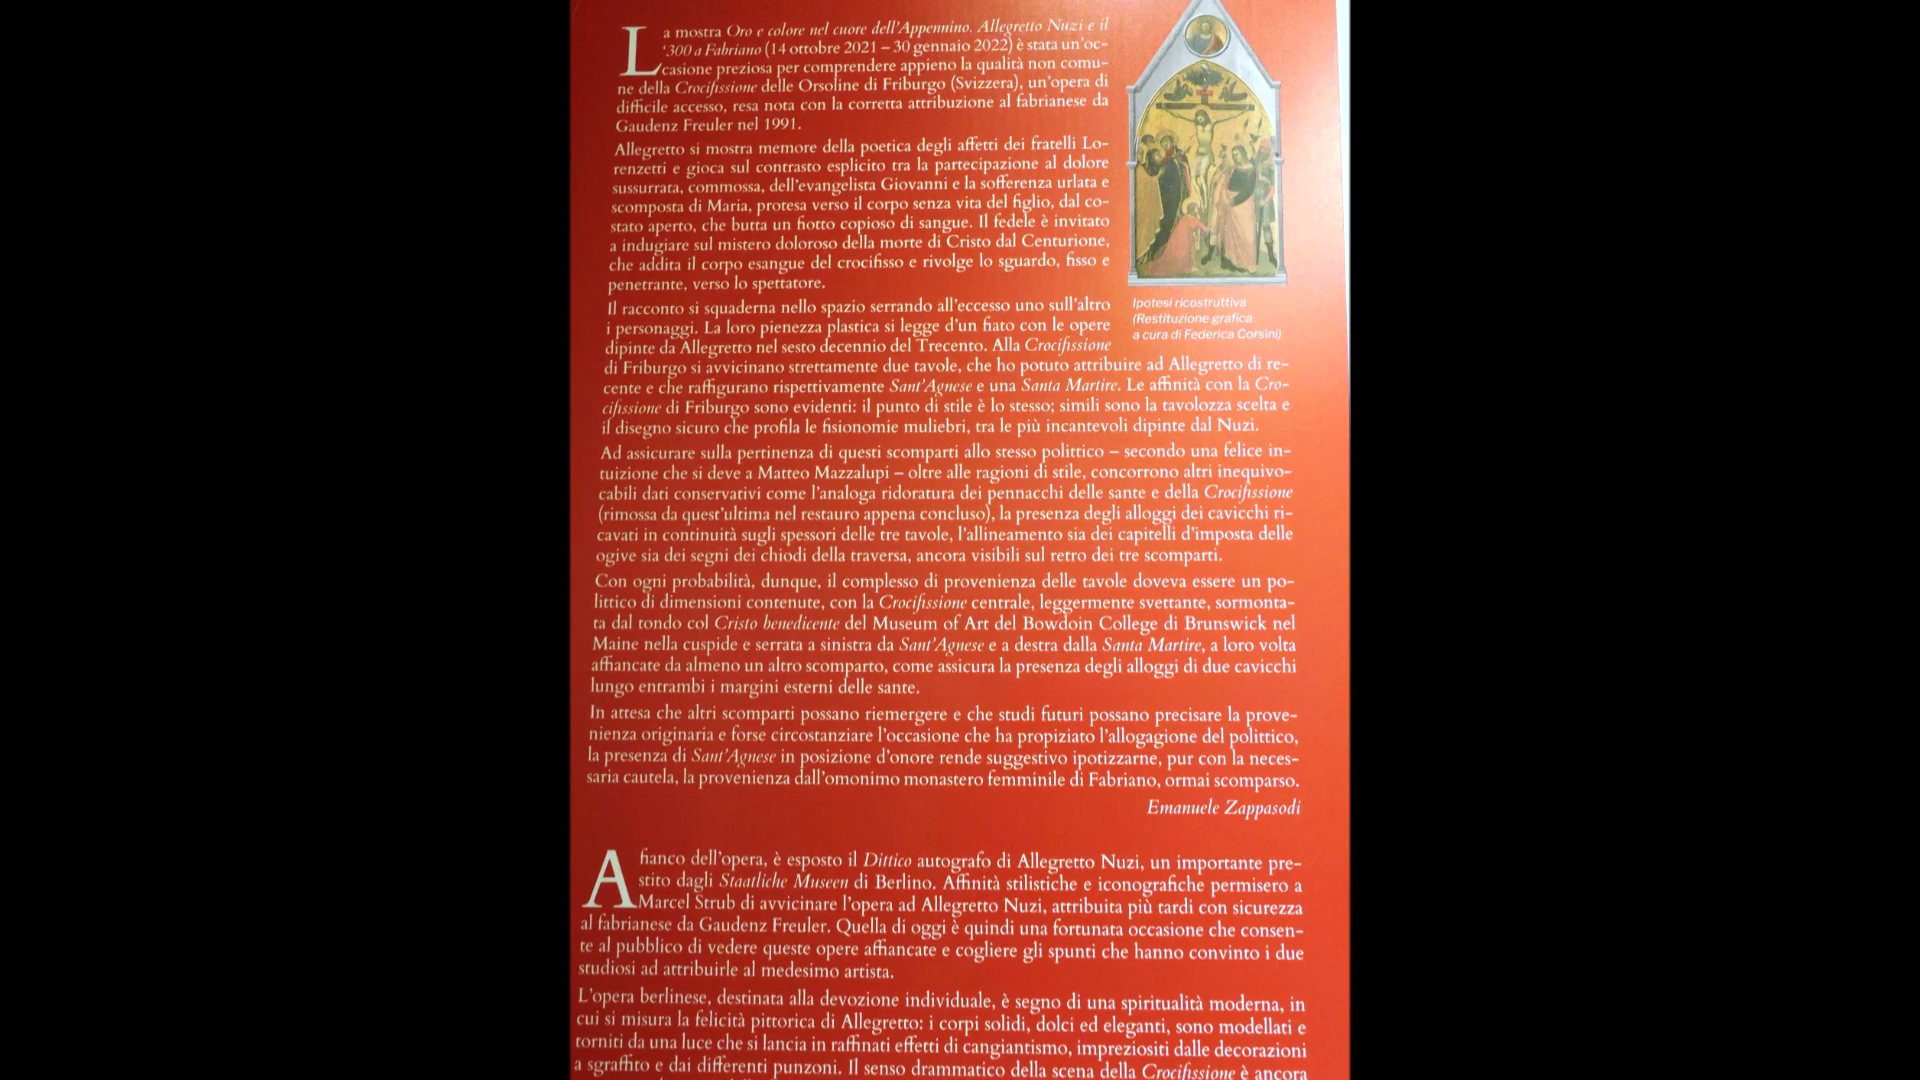 La mostra Oro e colore nel cuore dell'Appennino. Allegretto Nuzi e il
'300 a Fabriano (14 ottobre 2021 – 30 gennaio 2022) è stata un'oc-
casione preziosa per comprendere appieno la qualità non comu-
ne della Crocifissione delle Orsoline di Friburgo (Svizzera), un'opera di
difficile accesso, resa nota con la corretta attribuzione al fabrianese da
Gaudenz Freuler nel 1991.
Allegretto si mostra memore della poetica degli affetti dei fratelli Lo-
renzetti e gioca sul contrasto esplicito tra la partecipazione al dolore
sussurrata, commossa, dell'evangelista Giovanni e la sofferenza urlata e
scomposta di Maria, protesa verso il corpo senza vita del figlio, dal co-
stato aperto, che butta un fiotto copioso di sangue. Il fedele è invitato
a indugiare sul mistero doloroso della morte di Cristo dal Centurione,
che addita il corpo esangue del crocifisso e rivolge lo sguardo, fisso e
penetrante, verso lo spettatore.
Il racconto si squaderna nello spazio serrando all'eccesso uno sull'altro
i personaggi. La loro pienezza plastica si legge d'un fiato con le opere
dipinte da Allegretto nel sesto decennio del Trecento. Alla Crocifissione
di Friburgo si avvicinano strettamente due tavole, che ho potuto attribuire ad Allegretto di re-
cente e che raffigurano rispettivamente Sant'Agnese e una Santa Martire. Le affinità con la Cro-
cifissione di Friburgo sono evidenti: il punto di stile è lo stesso; simili sono la tavolozza scelta e
il disegno sicuro che profila le fisionomie muliebri, tra le più incantevoli dipinte dal Nuzi.
Ad assicurare sulla pertinenza di questi scomparti allo stesso polittico – secondo una felice in-
tuizione che si deve a Matteo Mazzalupi – oltre alle ragioni di stile, concorrono altri inequivo-
cabili dati conservativi come l'analoga ridoratura dei pennacchi delle sante e della Crocifissione
(rimossa da quest'ultima nel restauro appena concluso), la presenza degli alloggi dei cavicchi ri-
cavati in continuità sugli spessori delle tre tavole, l'allineamento sia dei capitelli d'imposta delle
ogive sia dei segni dei chiodi della traversa, ancora visibili sul retro dei tre scomparti.
Con ogni probabilità, dunque, il complesso di provenienza delle tavole doveva essere un po-
littico di dimensioni contenute, con la Crocifissione centrale, leggermente svettante, sormonta-
ta dal tondo col Cristo benedicente del Museum of Art del Bowdoin College di Brunswick nel
Maine nella cuspide e serrata a sinistra da Sant'Agnese e a destra dalla Santa Martire, a loro volta
affiancate da almeno un altro scomparto, come assicura la presenza degli alloggi di due cavicchi
lungo entrambi i margini esterni delle sante.
In attesa che altri scomparti possano riemergere e che studi futuri possano precisare la prove-
nienza originaria e forse circostanziare l'occasione che ha propiziato l'allogagione del polittico,
la presenza di Sant'Agnese in posizione d'onore rende suggestivo ipotizzarne, pur con la neces-
saria cautela, la provenienza dall'omonimo monastero femminile di Fabriano, ormai scomparso.
Emanuele Zappasodi
Ipotesi ricostruttiva
(Restituzione grafica
a cura di Federica Corsini)
A fianco dell'opera, è esposto il Dittico autografo di Allegretto Nuzi, un importante pre-
stito dagli Staatliche Museen di Berlino. Affinità stilistiche e iconografiche permisero a
Marcel Strub di avvicinare l'opera ad Allegretto Nuzi, attribuita più tardi con sicurezza
al fabrianese da Gaudenz Freuler. Quella di oggi è quindi una fortunata occasione che consen-
te al pubblico di vedere queste opere affiancate e cogliere gli spunti che hanno convinto i due
studiosi ad attribuirle al medesimo artista.
L'opera berlinese, destinata alla devozione individuale, è segno di una spiritualità moderna, in
cui si misura la felicità pittorica di Allegretto: i corpi solidi, dolci ed eleganti, sono modellati e
torniti da una luce che si lancia in raffinati effetti di cangiantismo, impreziositi dalle decorazioni
a sgraffito e dai differenti punzoni. Il senso drammatico della scena della Crocifissione è ancora